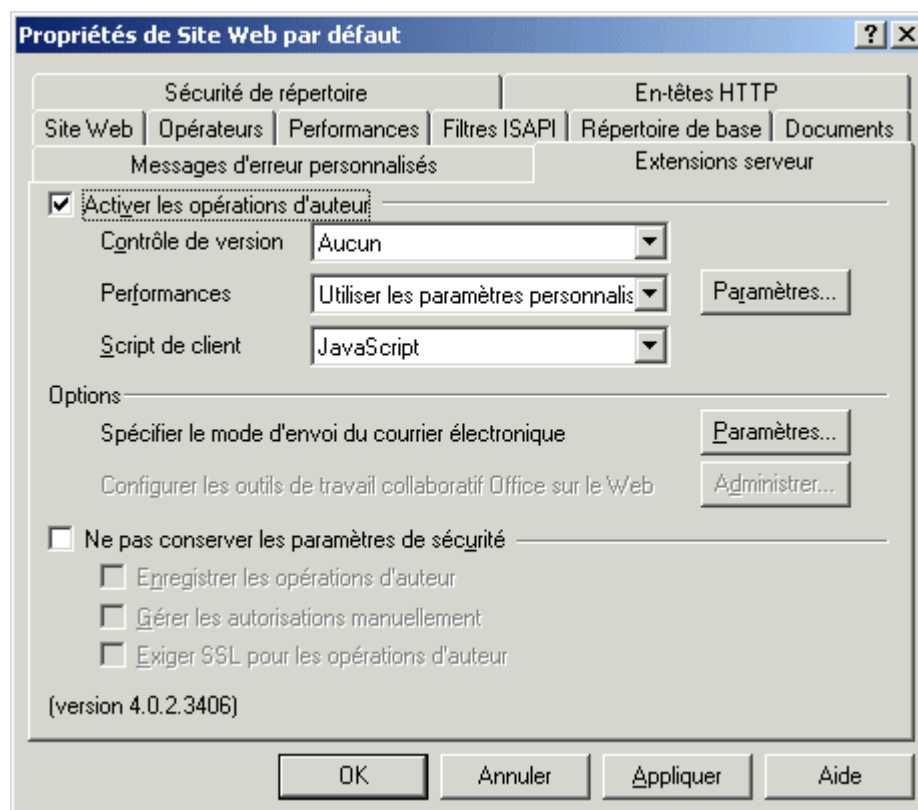 Propriétés de Site Web par défaut
Sécurité de répertoire
En-têtes HTTP
Site Web
Opérateurs
Performances
Filtres ISAPI
Répertoire de base
Documents
Messages d'erreur personnalisés
Extensions serveur
Activer les opérations d'auteur
Contrôle de version
Aucun
Performances
Utiliser les paramètres personnalis
Paramètres...
Script de client
JavaScript
Options
Spécifier le mode d'envoi du courrier électronique
Paramètres...
Configurer les outils de travail collaboratif Office sur le Web
Administrer...
Ne pas conserver les paramètres de sécurité
Enregistrer les opérations d'auteur
Gérer les autorisations manuellement
Exiger SSL pour les opérations d'auteur
(version 4.0.2.3406)
OK
Annuler
Appliquer
Aide